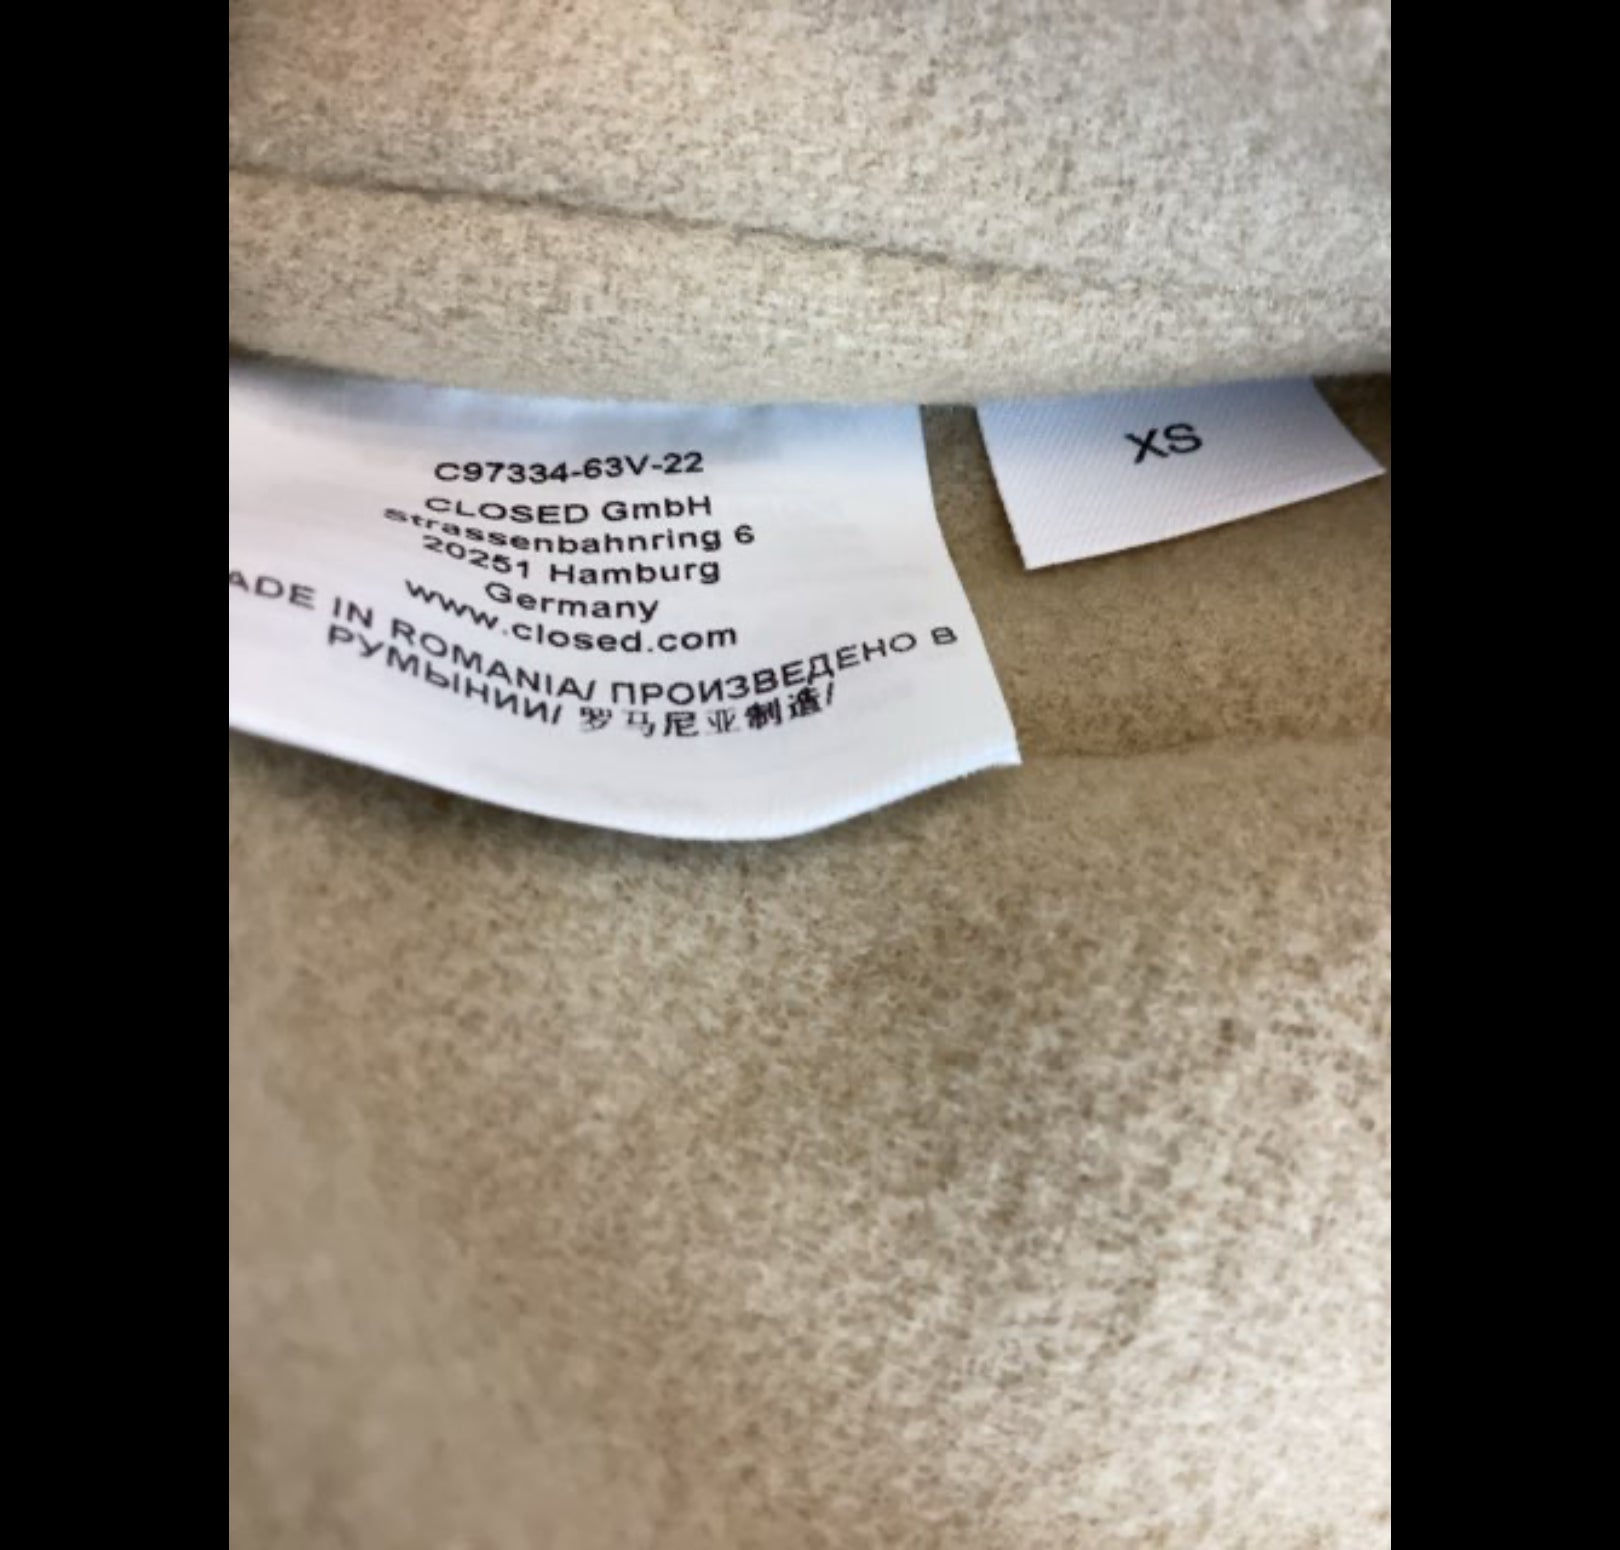 C97334-63V-22
CLOSED GmbH
strassenbahnring 6
20251 Hamburg
Germany
www.closed.com
ADE IN ROMANIA/ ПРОИЗВЕДЕНО В
РУМЫНИИ/ 罗马尼亚制造/
XS